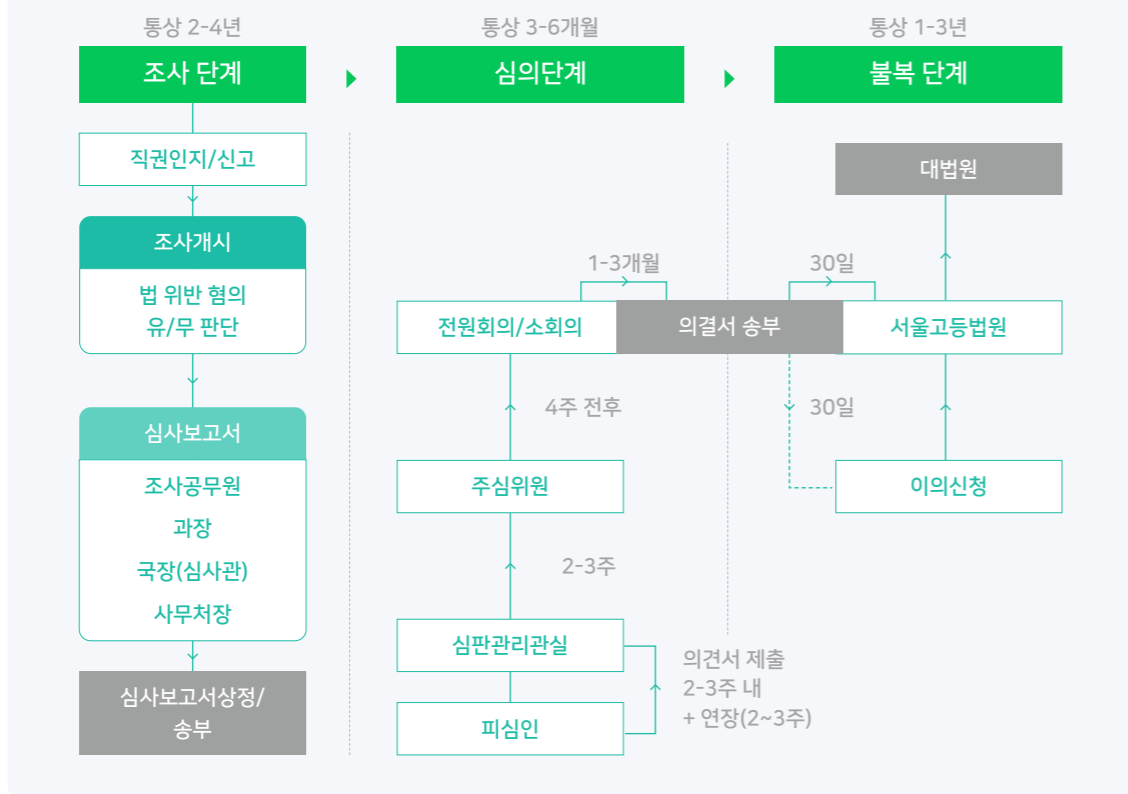 통상 2-4년
조사 단계
직권인지/신고
조사개시
법 위반 혐의
유/무 판단
심사보고서
조사공무원
과장
국장(심사관)
사무처장
심사보고서상정/
송부
통상 3-6개월
심의단계
1-3개월
전원회의/소회의
의결서 송부
4주 전후
주심위원
2-3주
심판관리관실
피심인
의견서 제출
2-3주 내
+ 연장(2~3주)
통상 1-3년
불복 단계
대법원
30일
서울고등법원
30일
이의신청